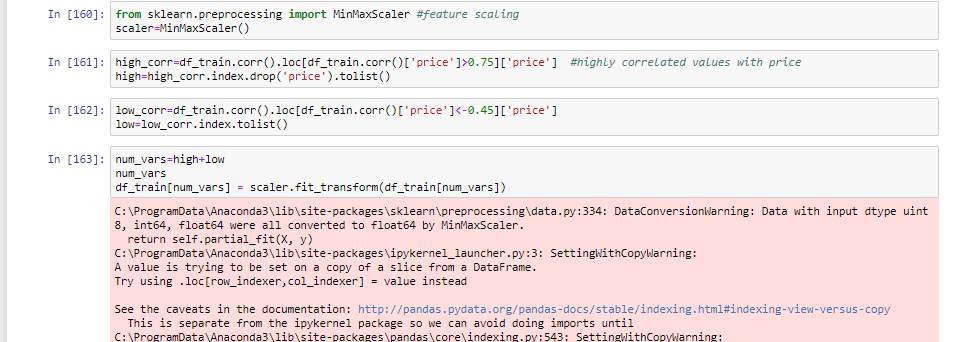 In [160]: from sklearn.preprocessing import MinMaxScaler #feature scaling
scaler=MinMaxScaler()
In [161]: high_corr=df_train.corr().loc[df_train.corr()['price']>0.75]['price']  #highly correlated values with price
high=high_corr.index.drop('price').tolist()
In [162]: low_corr=df_train.corr().loc[df_train.corr()['price']<-0.45]['price']
low=low_corr.index.tolist()
In [163]: num_vars=high+low
num_vars
df_train[num_vars] = scaler.fit_transform(df_train[num_vars])
C:\ProgramData\Anaconda3\lib\site-packages\sklearn\preprocessing\data.py:334: DataConversionWarning: Data with input dtype uint
8, int64, float64 were all converted to float64 by MinMaxScaler.
  return self.partial_fit(X, y)
C:\ProgramData\Anaconda3\lib\site-packages\ipykernel_launcher.py:3: SettingWithCopyWarning:
A value is trying to be set on a copy of a slice from a DataFrame.
Try using .loc[row_indexer,col_indexer] = value instead
See the caveats in the documentation: http://pandas.pydata.org/pandas-docs/stable/indexing.html#indexing-view-versus-copy
  This is separate from the ipykernel package so we can avoid doing imports until
C:\ProgramData\Anaconda3\lib\site-packages\pandas\core\indexing.py:543: SettingWithCopyWarning: